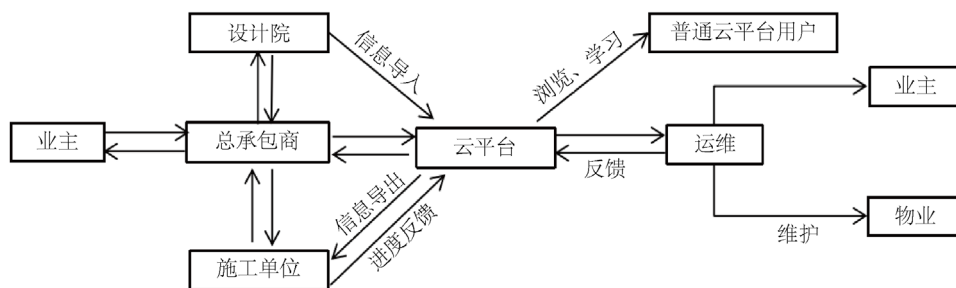 设计院
普通云平台用户
信息导入
浏览、学习
业主
业主
总承包商
云平台
运维
反馈
信息导出
进度反馈
物业
维护
施工单位